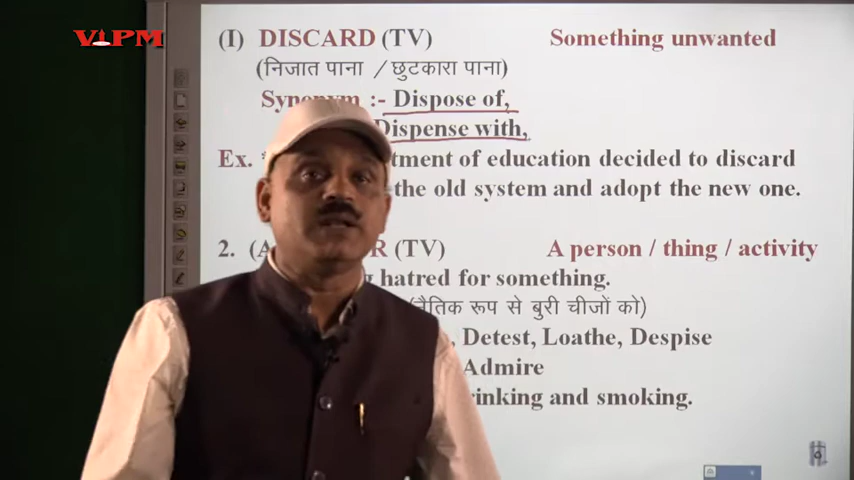 VIPM
(I) DISCARD (TV) Something unwanted
(निजात पाना / छुटकारा पाना)
Synonym :- Dispose of,
Dispense with,
Ex. tment of education decided to discard
the old system and adopt the new one.
2. (A R (TV) A person / thing / activity
g hatred for something.
(नैतिक रूप से बुरी चीजों को)
, Detest, Loathe, Despise
Admire
rinking and smoking.